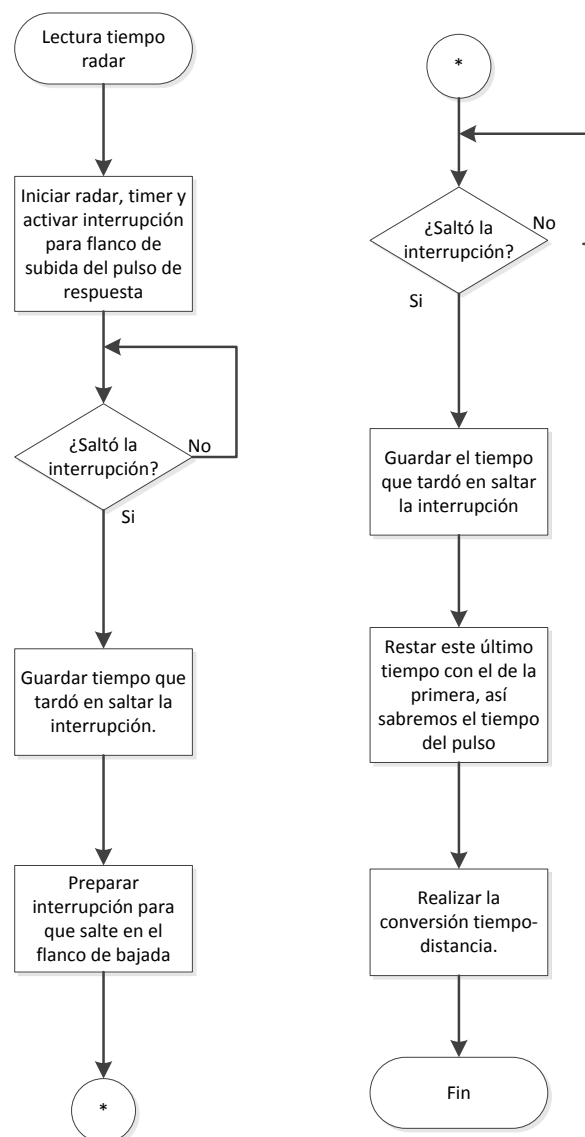 Lectura tiempo
radar
Iniciar radar, timer y
activar interrupción
para flanco de
subida del pulso de
respuesta
¿Saltó la
interrupción?
No
Si
Guardar tiempo que
tardó en saltar la
interrupción.
Preparar
interrupción para
que salte en el
flanco de bajada
*
*
¿Saltó la
interrupción?
No
Si
Guardar el tiempo
que tardó en saltar
la interrupción
Restar este último
tiempo con el de la
primera, así
sabremos el tiempo
del pulso
Realizar la
conversión tiempo-
distancia.
Fin